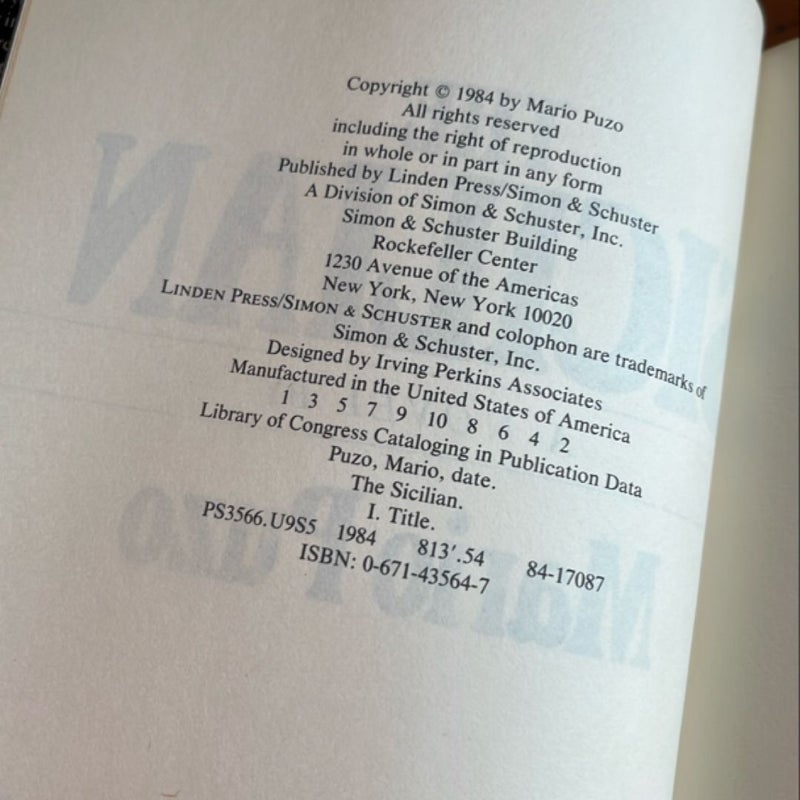 Copyright © 1984 by Mario Puzo
All rights reserved
including the right of reproduction
in whole or in part in any form
Published by Linden Press/Simon & Schuster
A Division of Simon & Schuster, Inc.
Simon & Schuster Building
Rockefeller Center
1230 Avenue of the Americas
New York, New York 10020
LINDEN PRESS/SIMON & SCHUSTER and colophon are trademarks of
Simon & Schuster, Inc.
Designed by Irving Perkins Associates
Manufactured in the United States of America
1 3 5 7 9 10 8 6 4 2
Library of Congress Cataloging in Publication Data
Puzo, Mario, date.
The Sicilian.
I. Title.
PS3566.U9S5 1984 813′.54 84-17087
ISBN: 0-671-43564-7